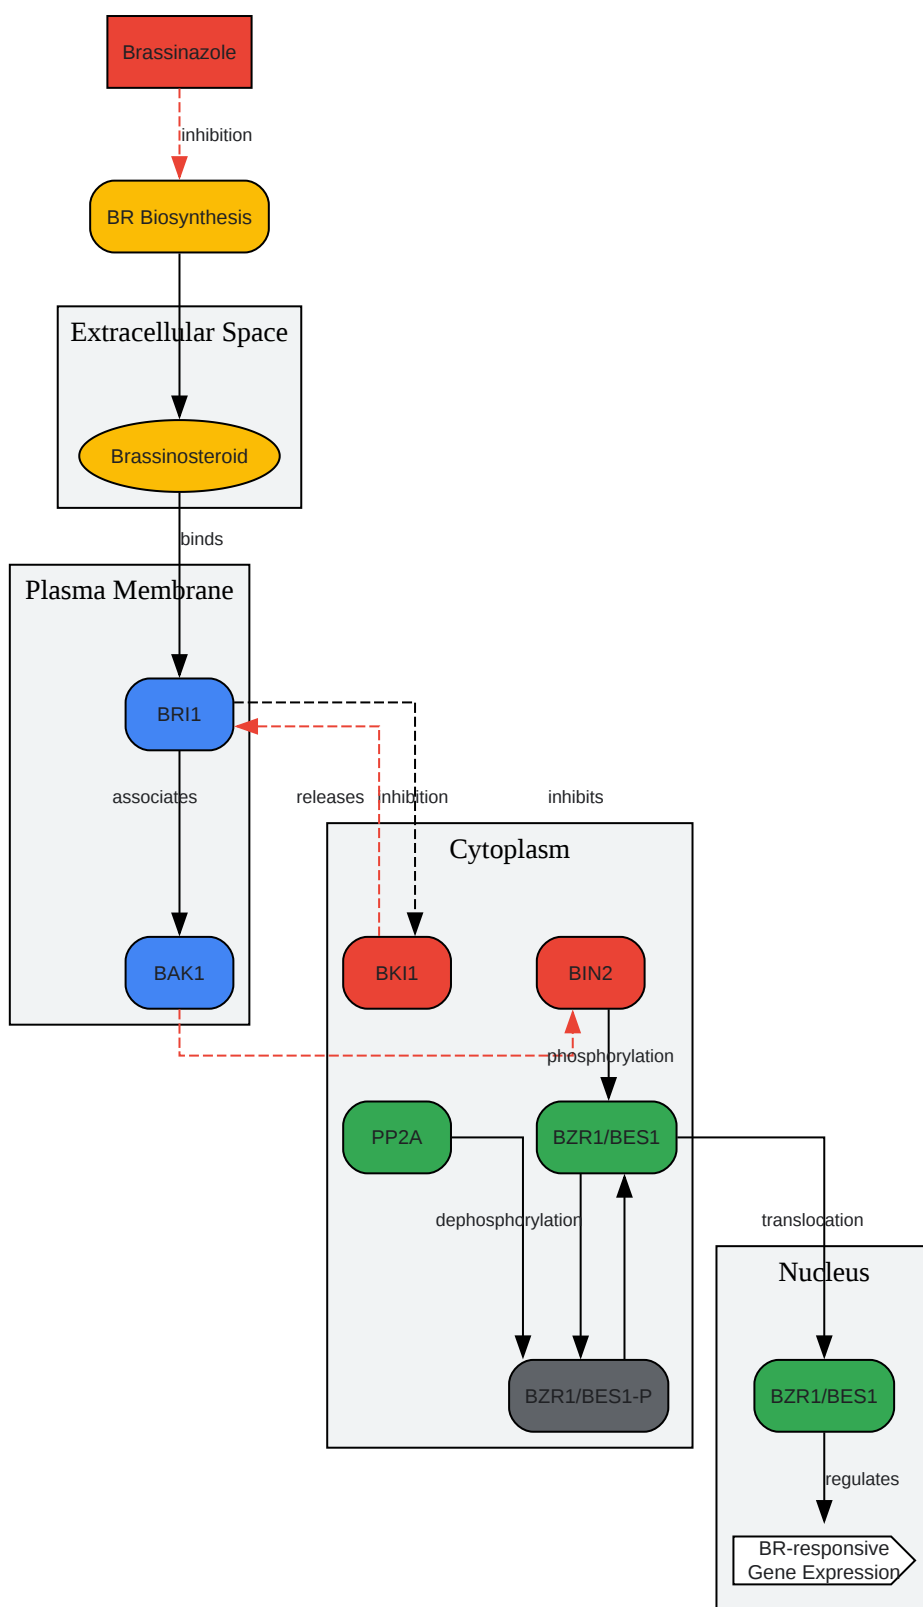 Brassinazole
inhibition
BR Biosynthesis
Extracellular Space
Brassinosteroid
binds
Plasma Membrane
BRI1
associates
releases
inhibition
inhibits
Cytoplasm
BAK1
BKI1
BIN2
phosphorylation
PP2A
BZR1/BES1
dephosphorylation
translocation
Nucleus
BZR1/BES1-P
BZR1/BES1
regulates
BR-responsive
Gene Expression